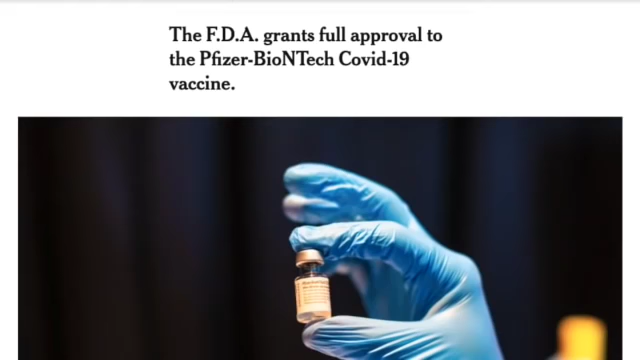 The F.D.A. grants full approval to
the Pfizer-BioNTech Covid-19
vaccine.